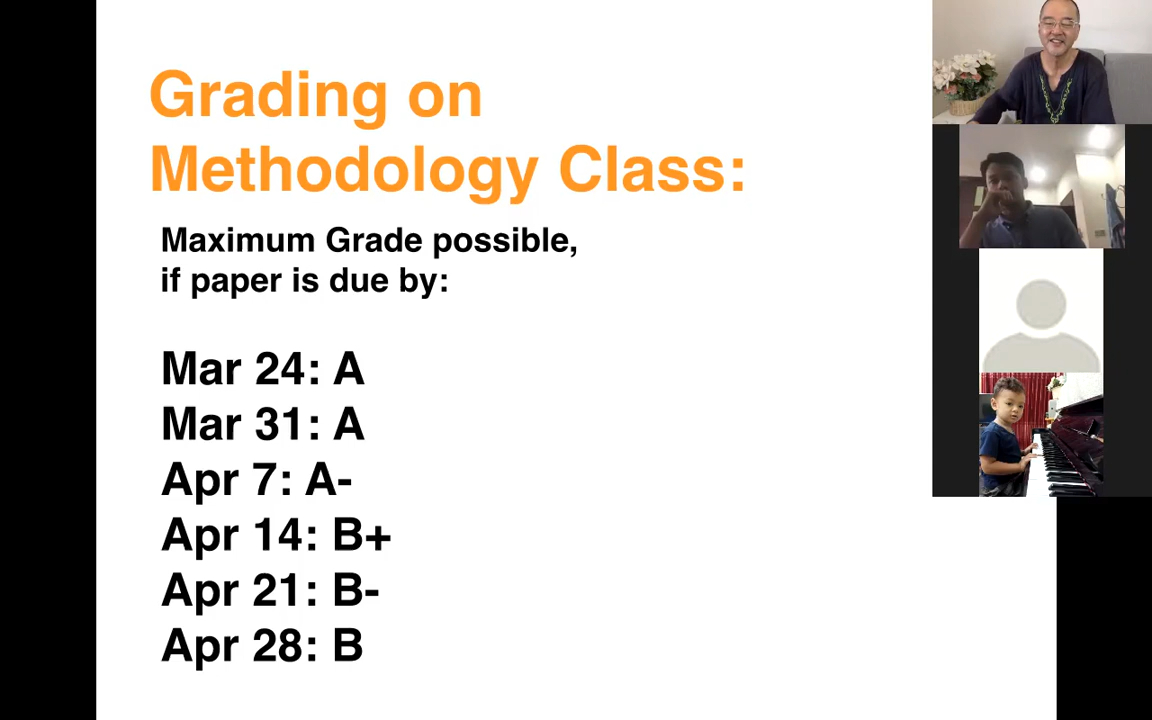 Grading on
Methodology Class:
Maximum Grade possible,
if paper is due by:
Mar 24: A
Mar 31: A
Apr 7: A-
Apr 14: B+
Apr 21: B-
Apr 28: B